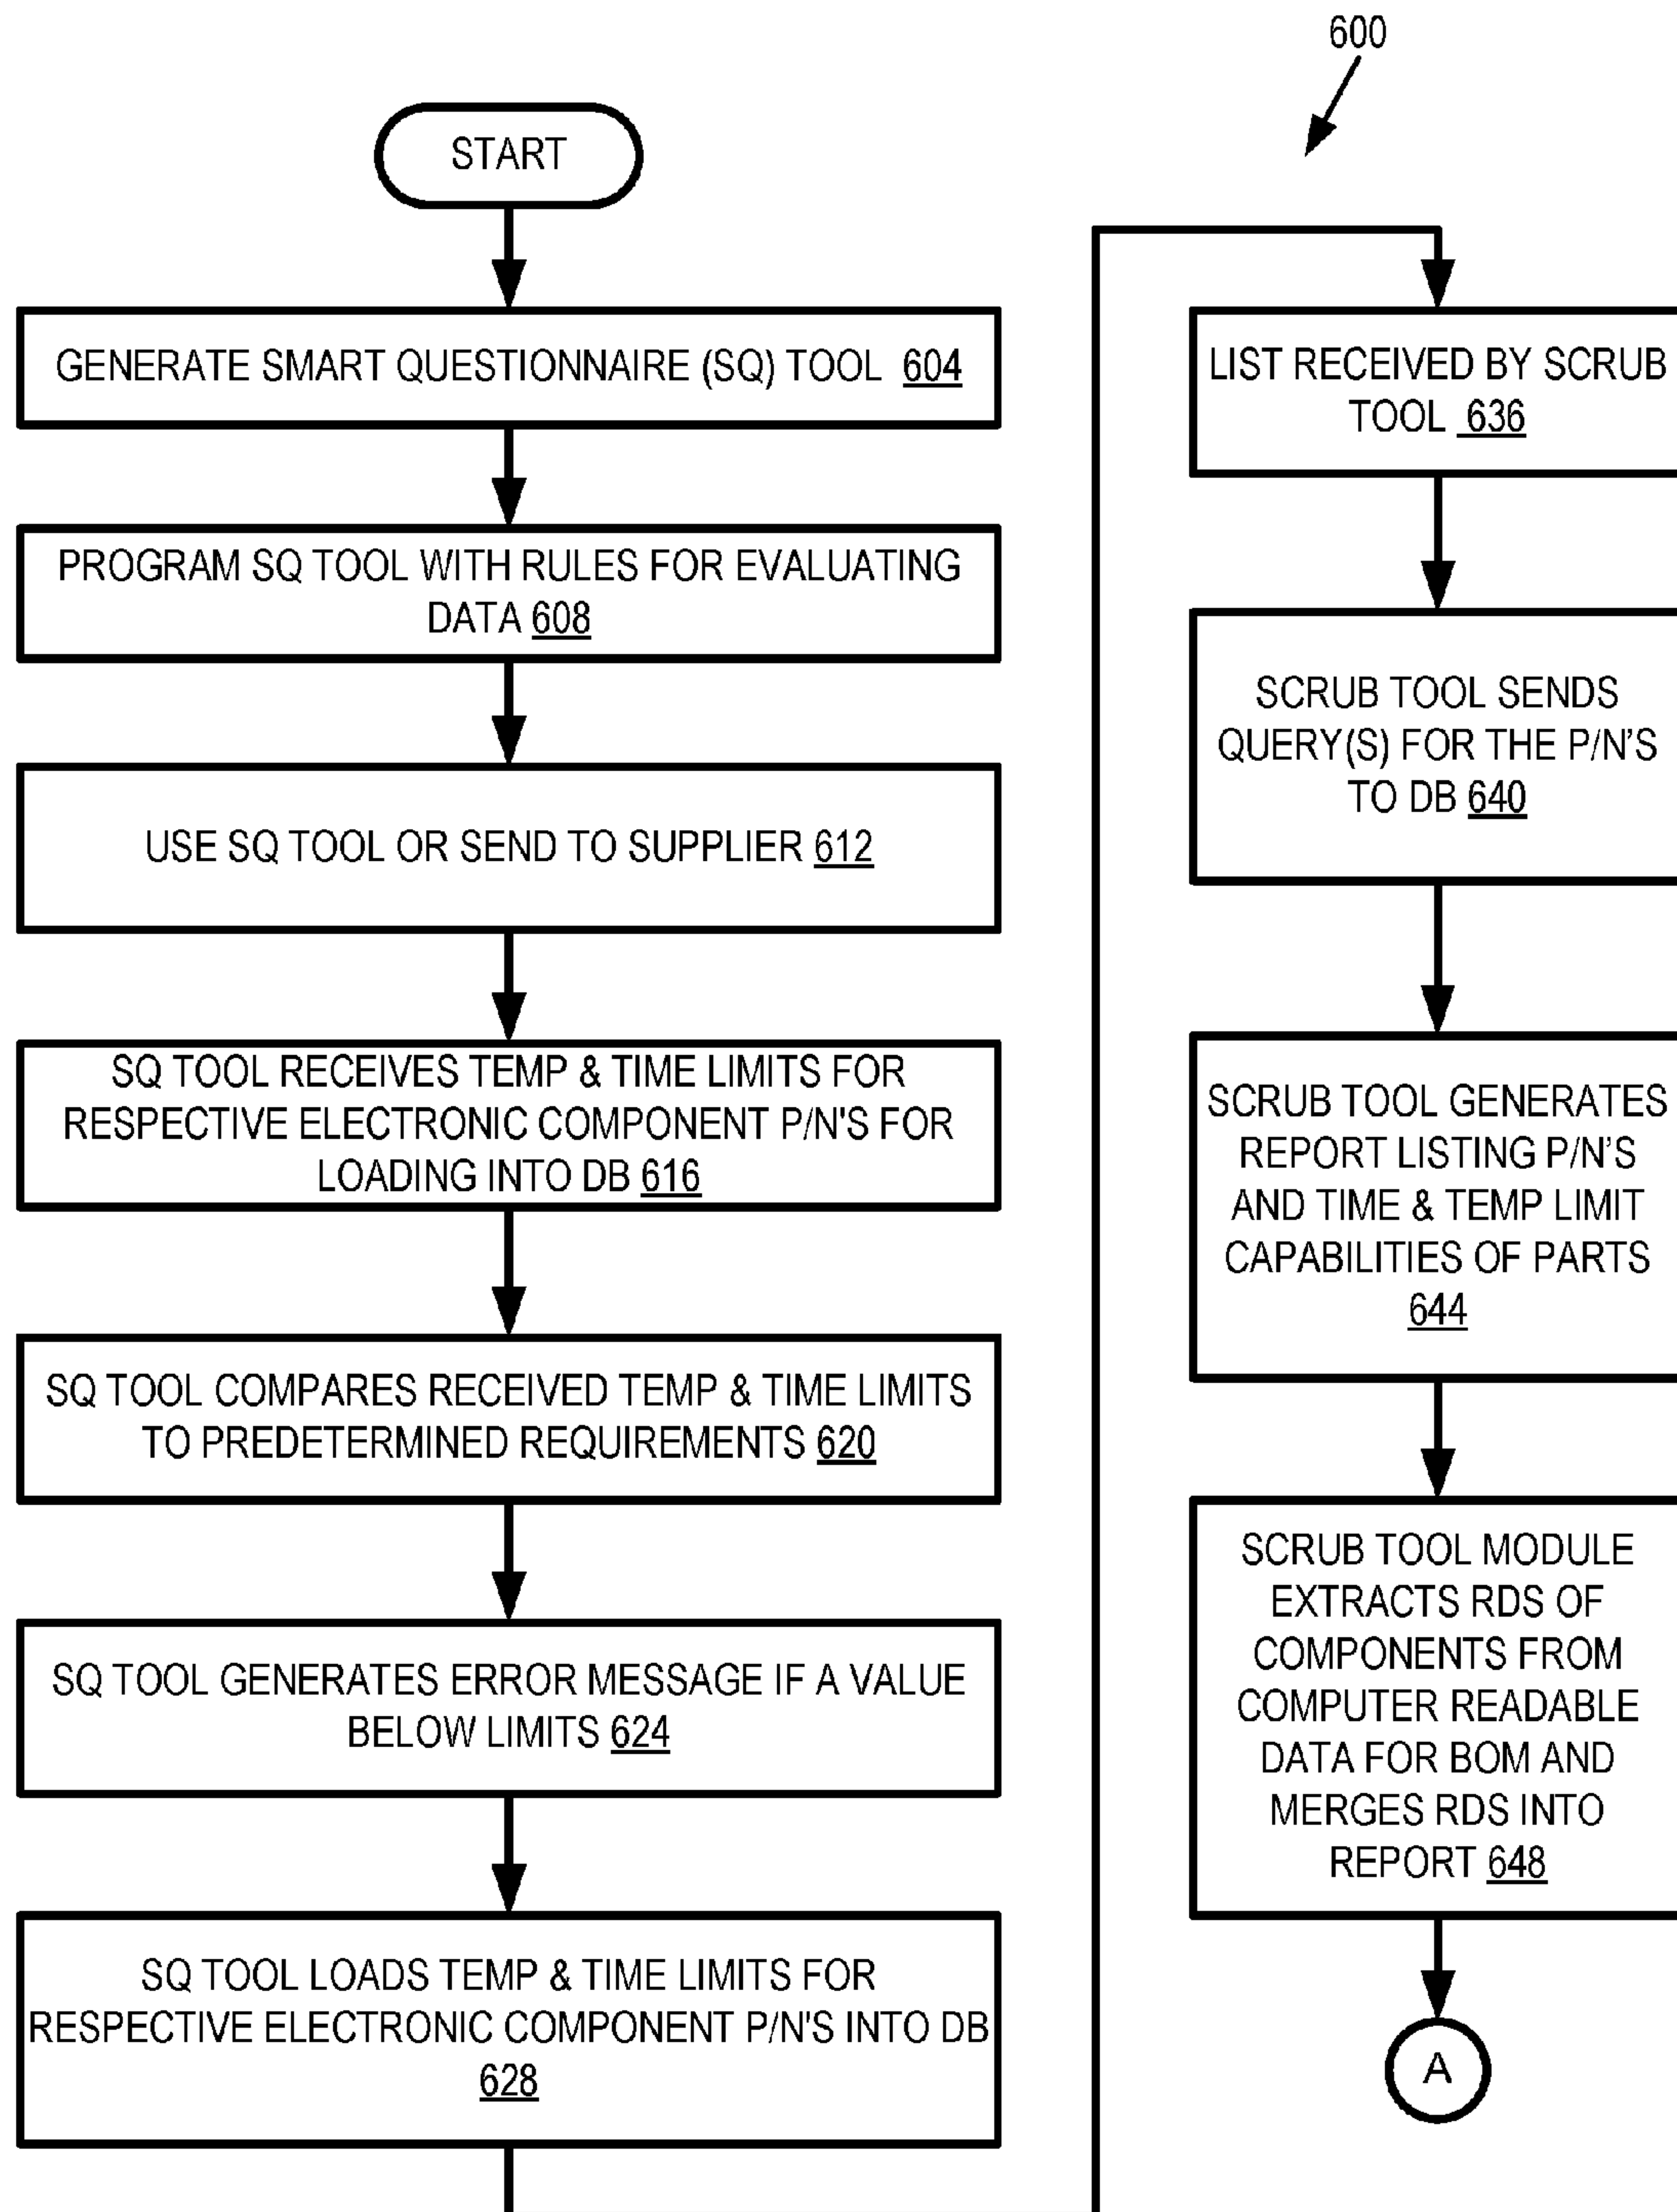 600
START
GENERATE SMART QUESTIONNAIRE (SQ) TOOL 604
PROGRAM SQ TOOL WITH RULES FOR EVALUATING
DATA 608
USE SQ TOOL OR SEND TO SUPPLIER 612
SQ TOOL RECEIVES TEMP & TIME LIMITS FOR
RESPECTIVE ELECTRONIC COMPONENT P/N'S FOR
LOADING INTO DB 616
SQ TOOL COMPARES RECEIVED TEMP & TIME LIMITS
TO PREDETERMINED REQUIREMENTS 620
SQ TOOL GENERATES ERROR MESSAGE IF A VALUE
BELOW LIMITS 624
SQ TOOL LOADS TEMP & TIME LIMITS FOR
RESPECTIVE ELECTRONIC COMPONENT P/N'S INTO DB
628
LIST RECEIVED BY SCRUB
TOOL 636
SCRUB TOOL SENDS
QUERY(S) FOR THE P/N’S
TO DB 640
SCRUB TOOL GENERATES
REPORT LISTING P/N’S
AND TIME & TEMP LIMIT
CAPABILITIES OF PARTS
644
SCRUB TOOL MODULE
EXTRACTS RDS OF
COMPONENTS FROM
COMPUTER READABLE
DATA FOR BOM AND
MERGES RDS INTO
REPORT 648
A